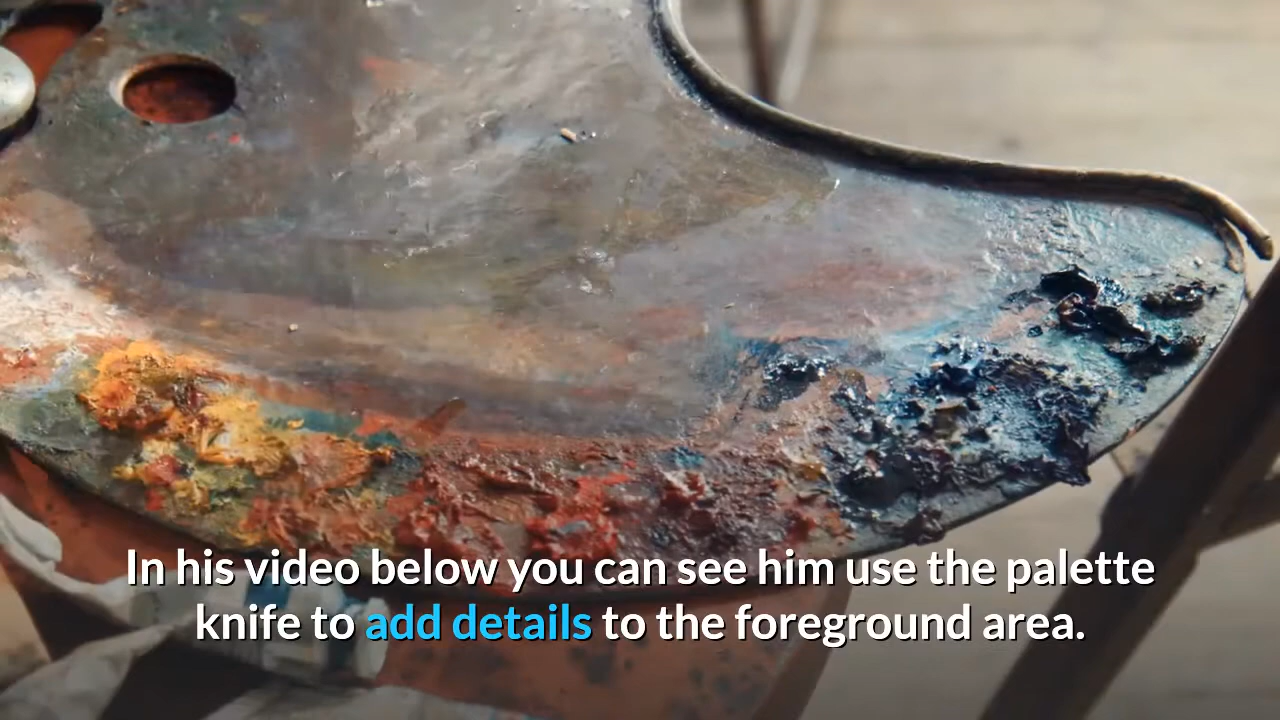 In his video below you can see him use the palette
knife to add details to the foreground area.